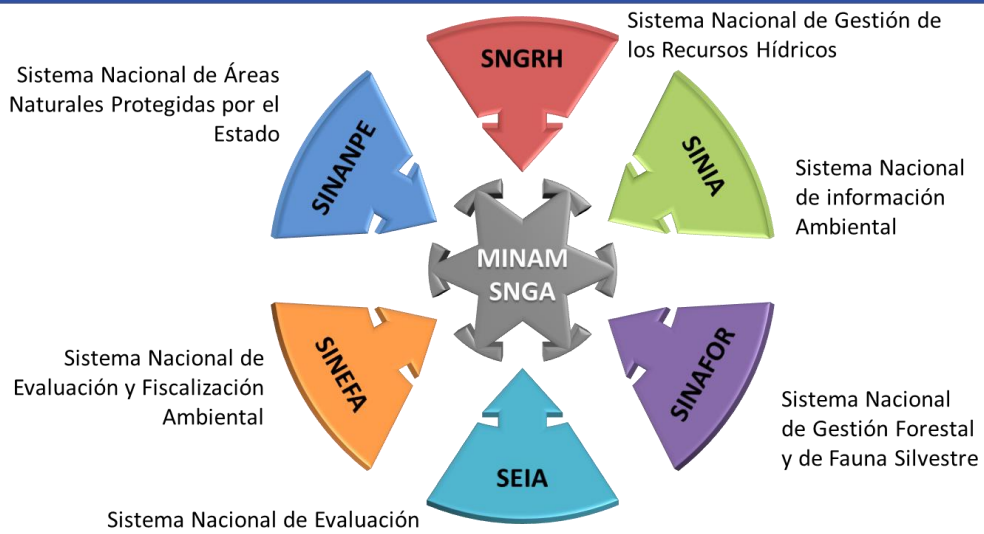 SNGRH
Sistema Nacional de Gestión de
los Recursos Hídricos
SINIA
Sistema Nacional
de información
Ambiental
SINAFOR
Sistema Nacional
de Gestión Forestal
y de Fauna Silvestre
SEIA
Sistema Nacional de Evaluación
SINEFA
Sistema Nacional de
Evaluación y Fiscalización
Ambiental
SINANPE
Sistema Nacional de Áreas
Naturales Protegidas por el
Estado
MINAM
SNGA